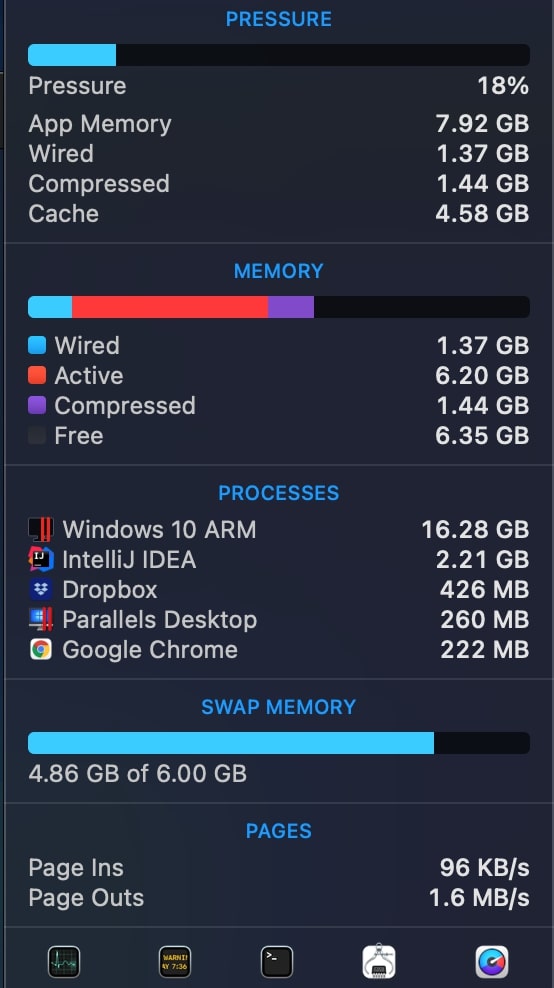 PRESSURE
Pressure 18%
App Memory 7.92 GB
Wired 1.37 GB
Compressed 1.44 GB
Cache 4.58 GB
MEMORY
Wired 1.37 GB
Active 6.20 GB
Compressed 1.44 GB
Free 6.35 GB
PROCESSES
Windows 10 ARM 16.28 GB
IJ IntelliJ IDEA 2.21 GB
Dropbox 426 MB
Parallels Desktop 260 MB
Google Chrome 222 MB
SWAP MEMORY
4.86 GB of 6.00 GB
PAGES
Page Ins 96 KB/s
Page Outs 1.6 MB/s
WARNIN
AY 7:36
>_